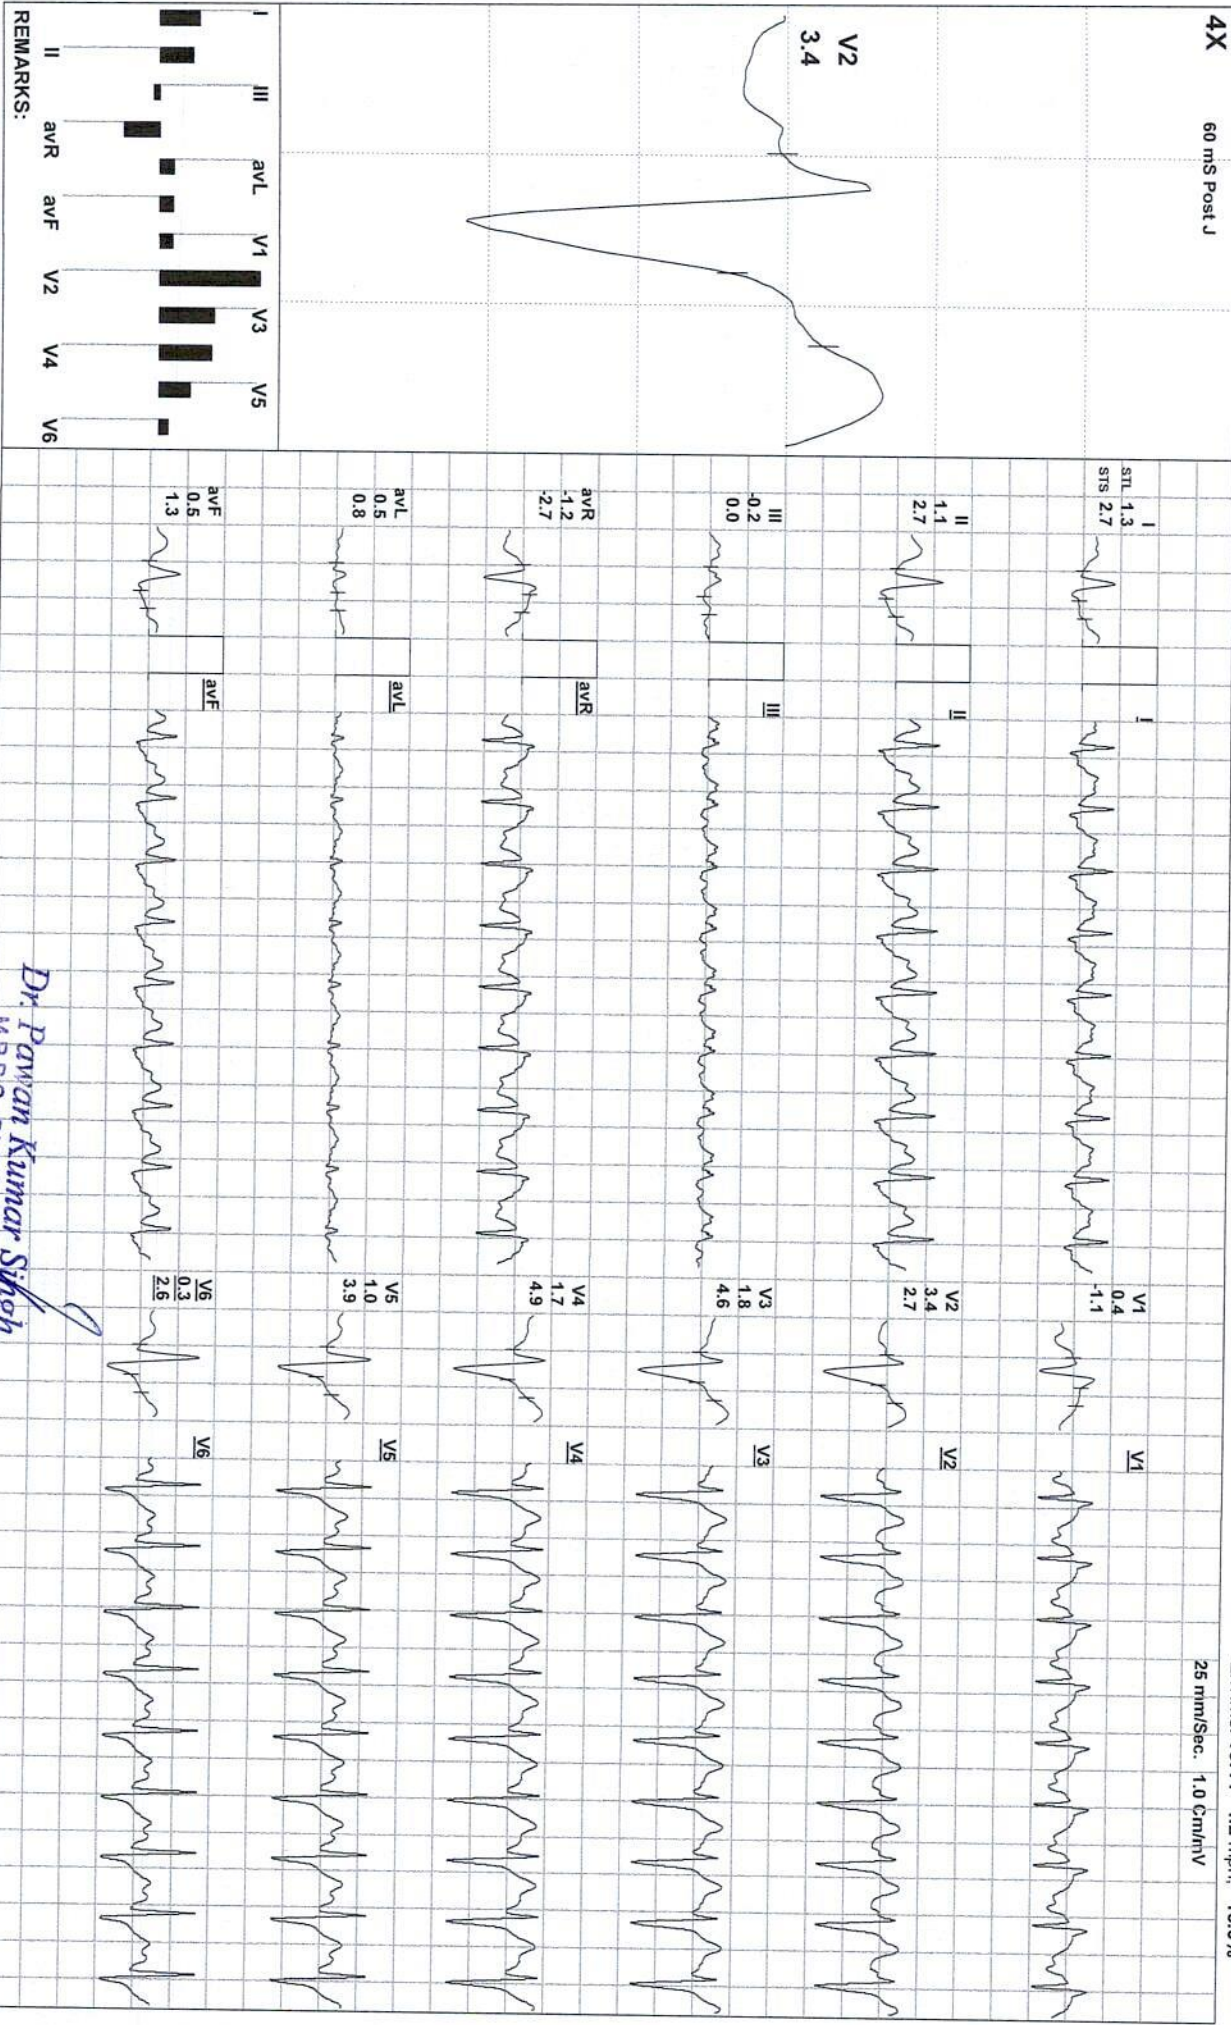 4X
60 mS Post J
4.2 mph,
25 mm/Sec. 1.0 Cm/mV
V2
3.4
I
STL 1.3
STS 2.7
I
II
1.1
2.7
II
III
-0.2
0.0
III
avR
-1.2
-2.7
avR
avL
0.5
0.8
avL
avF
0.5
1.3
avF
V1
0.4
-1.1
V1
V2
3.4
2.7
V2
V3
1.8
4.6
V3
V4
1.7
4.9
V4
V5
1.0
3.9
V5
V6
0.3
2.6
V6
I III avL V1 V3 V5
II avR avF V2 V4 V6
REMARKS:
Dr. Pawan Kumar Singh